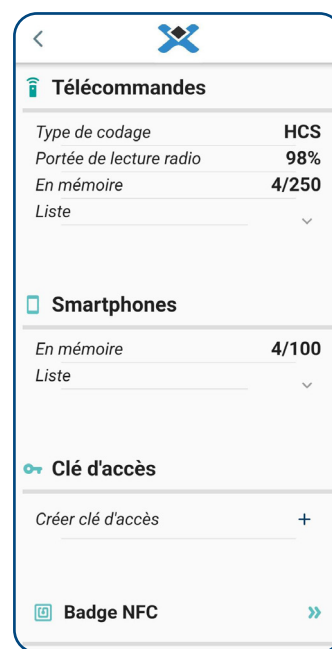 Télécommandes
Type de codage HCS
Portée de lecture radio 98%
En mémoire 4/250
Liste
Smartphones
En mémoire 4/100
Liste
Clé d'accès
Créer clé d'accès +
Badge NFC »